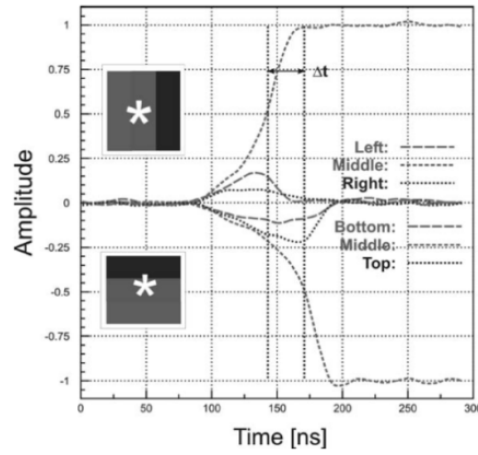 1
0.75
0.5
0.25
0
-0.25
-0.5
-0.75
-1
Amplitude
*
*
Δt
Left:
Middle:
Right:
Bottom:
Middle:
Top:
0 50 100 150 200 250 300
Time [ns]